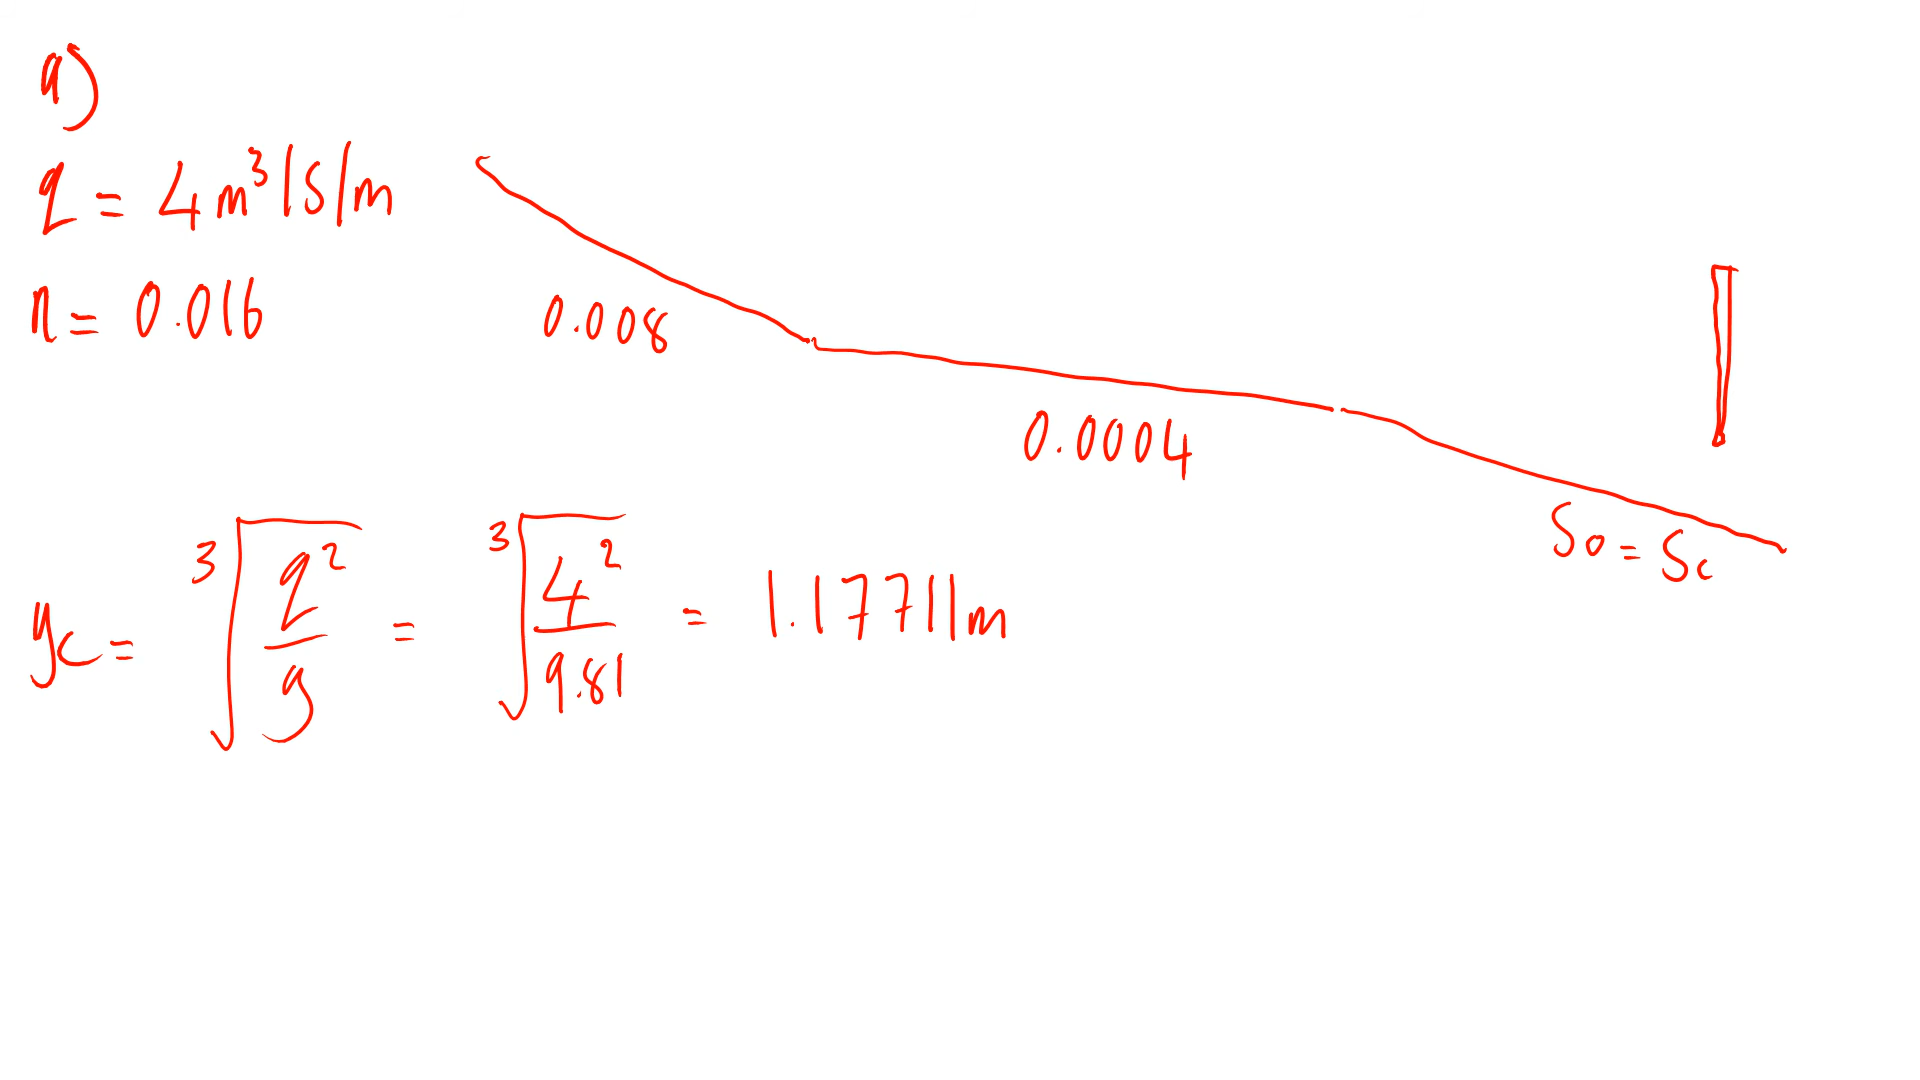 a)
q = 4 m³/s/m
n = 0.016
0.008
0.0004
So = Sc
yc = ∛(q²/g) = ∛(4²/9.81) = 1.17711m